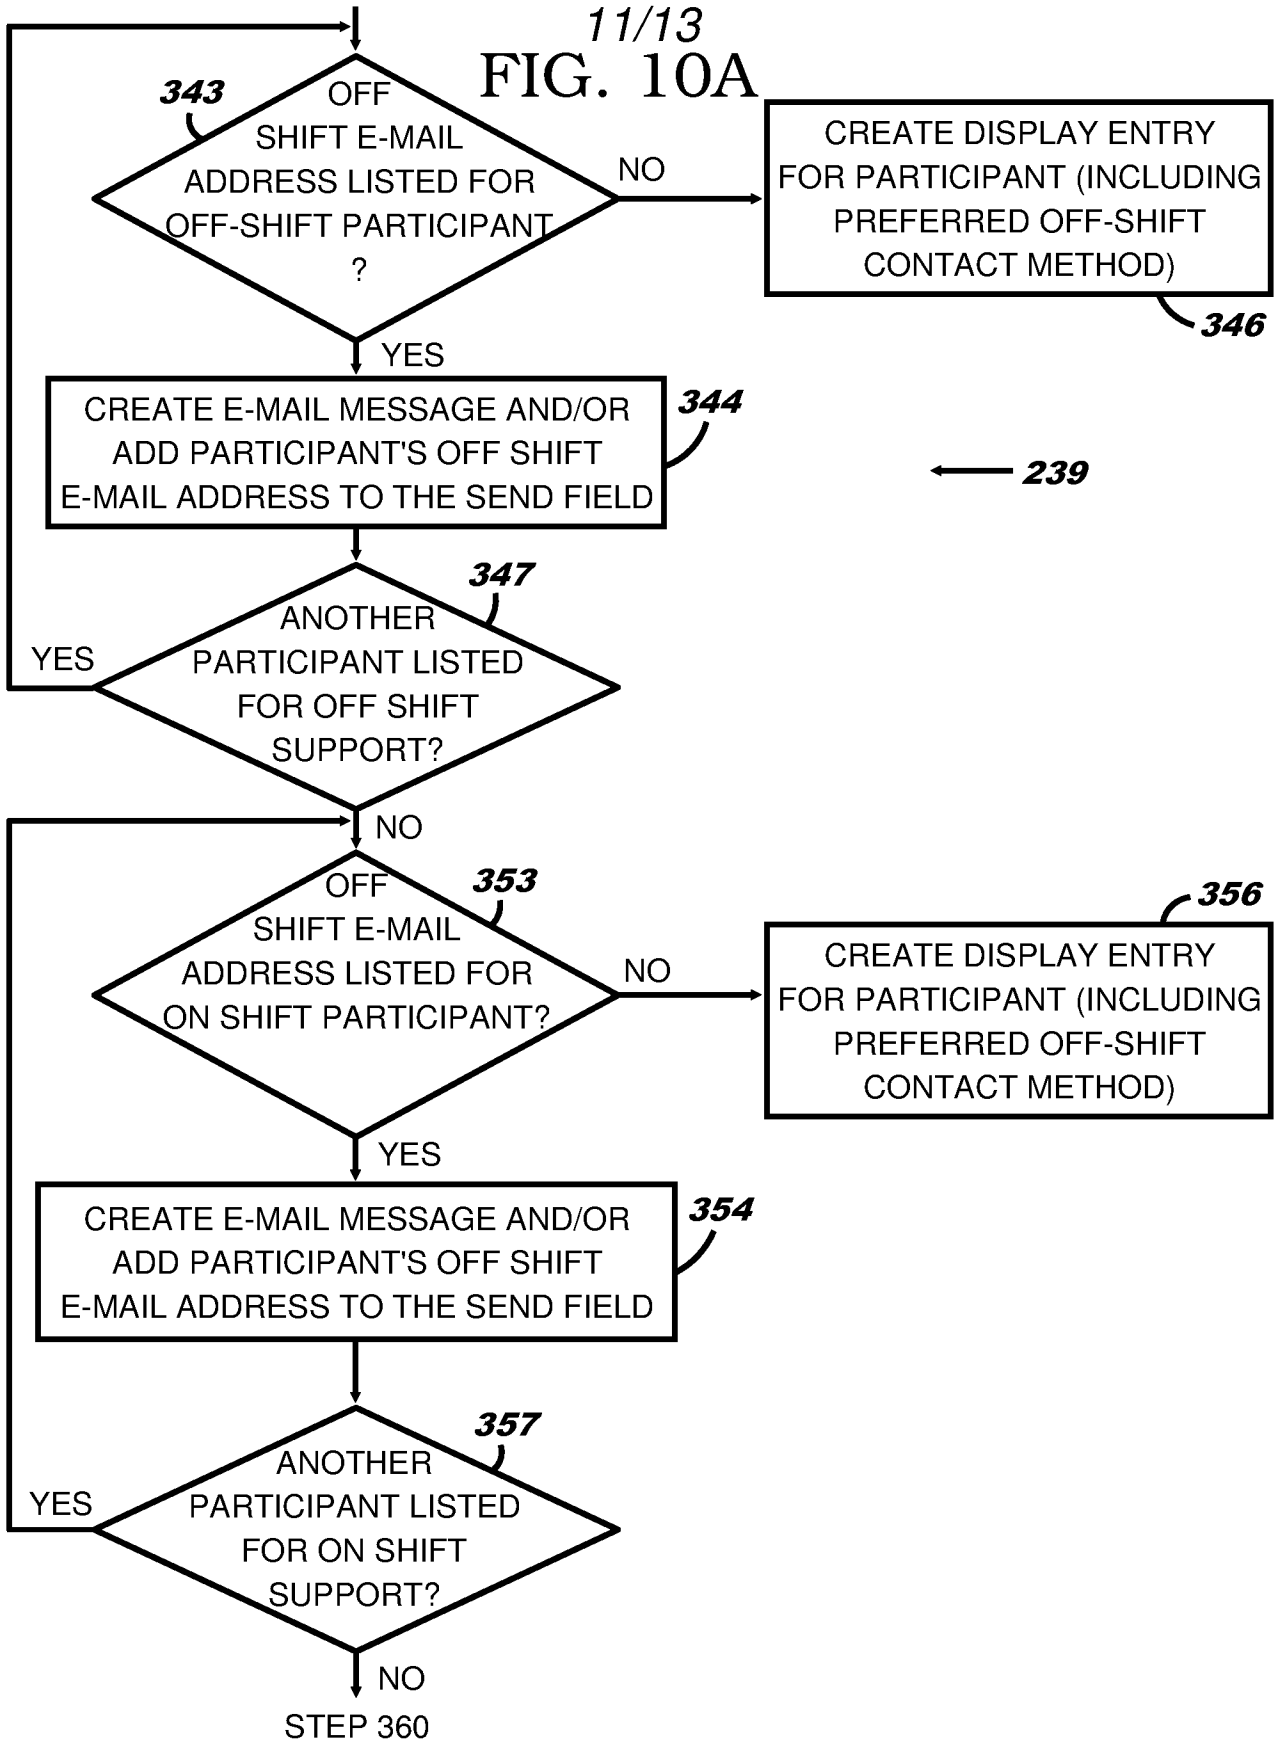 11/13
FIG. 10A
343
OFF
SHIFT E-MAIL
ADDRESS LISTED FOR
OFF-SHIFT PARTICIPANT
?
NO
CREATE DISPLAY ENTRY
FOR PARTICIPANT (INCLUDING
PREFERRED OFF-SHIFT
CONTACT METHOD)
346
YES
CREATE E-MAIL MESSAGE AND/OR
ADD PARTICIPANT'S OFF SHIFT
E-MAIL ADDRESS TO THE SEND FIELD
344
239
347
ANOTHER
PARTICIPANT LISTED
FOR OFF SHIFT
SUPPORT?
YES
NO
353
OFF
SHIFT E-MAIL
ADDRESS LISTED FOR
ON SHIFT PARTICIPANT?
NO
356
CREATE DISPLAY ENTRY
FOR PARTICIPANT (INCLUDING
PREFERRED OFF-SHIFT
CONTACT METHOD)
YES
CREATE E-MAIL MESSAGE AND/OR
ADD PARTICIPANT'S OFF SHIFT
E-MAIL ADDRESS TO THE SEND FIELD
354
357
ANOTHER
PARTICIPANT LISTED
FOR ON SHIFT
SUPPORT?
YES
NO
STEP 360